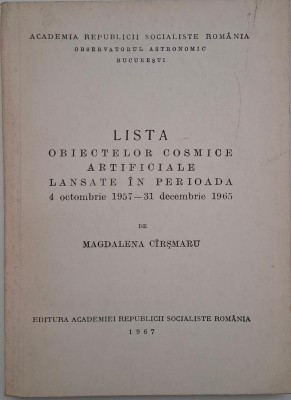 ACADEMIA REPUBLICII SOCIALISTE ROMÂNIA
OBSERVATORUL ASTRONOMIC
BUCUREȘTI
LISTA
OBIECTELOR COSMICE
ARTIFICIALE
LANSATE ÎN PERIOADA
4 octombrie 1957—31 decembrie 1965
DE
MAGDALENA CÎRȘMARU
EDITURA ACADEMIEI REPUBLICII SOCIALISTE ROMÂNIA
1967